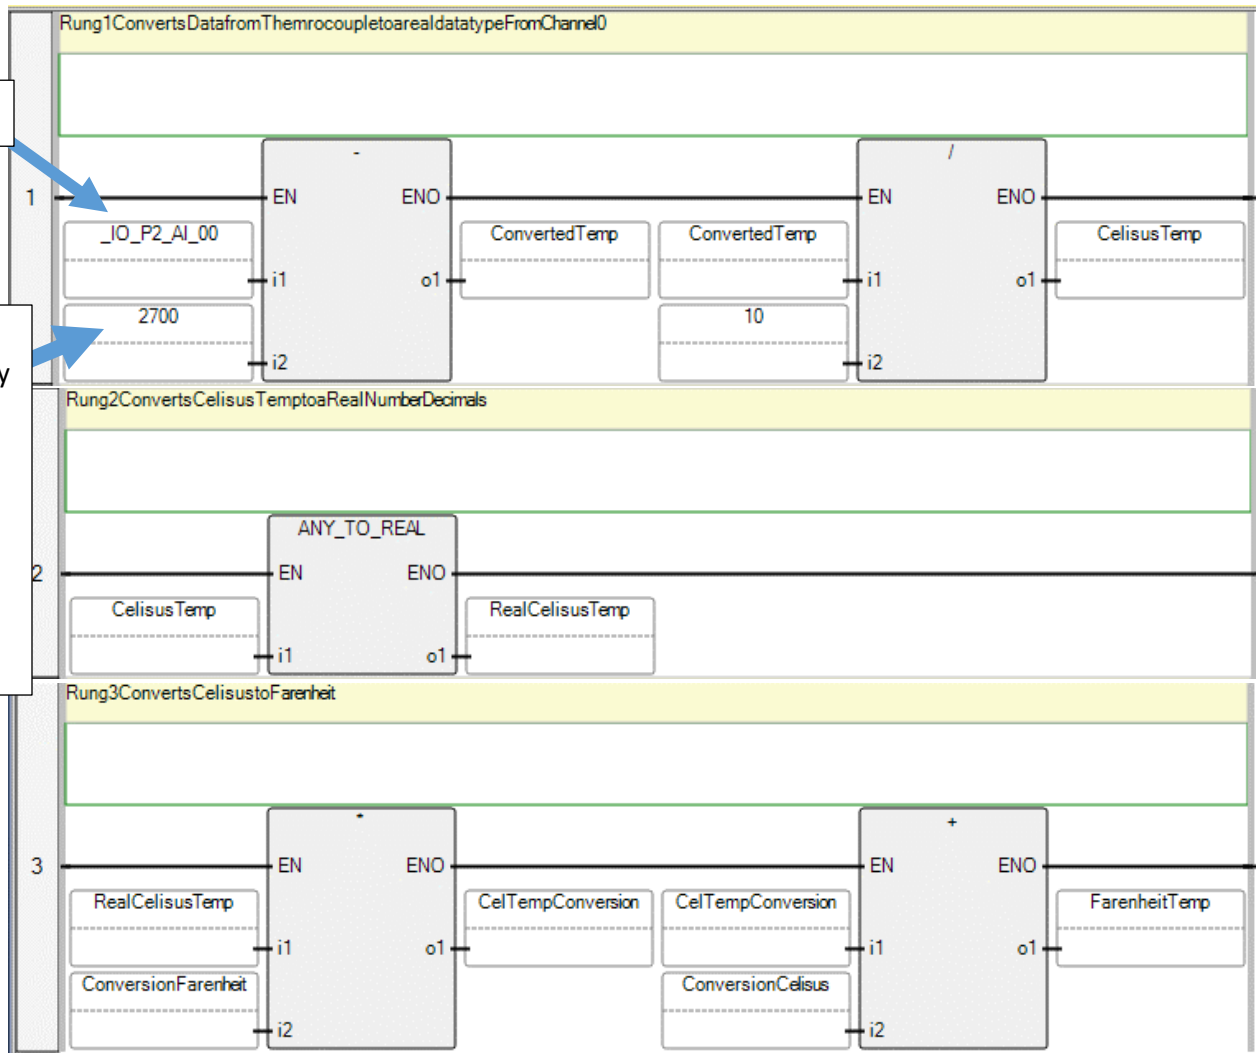 Rung1ConvertsDatafromThemrocoupletoarealdatatypeFromChannel0
- /
1 EN ENO EN ENO
_IO_P2_AI_00 ConvertedTemp ConvertedTemp CelisusTemp
i1 o1 i1 o1
2700 10
i2 i2
y
Rung2ConvertsCelisusTemptoaRealNumberDecimals
ANY_TO_REAL
2 EN ENO
CelisusTemp RealCelisusTemp
i1 o1
Rung3ConvertsCelisustoFarenheit
* +
3 EN ENO EN ENO
RealCelisusTemp CelTempConversion CelTempConversion FarenheitTemp
i1 o1 i1 o1
ConversionFarenheit ConversionCelisus
i2 i2